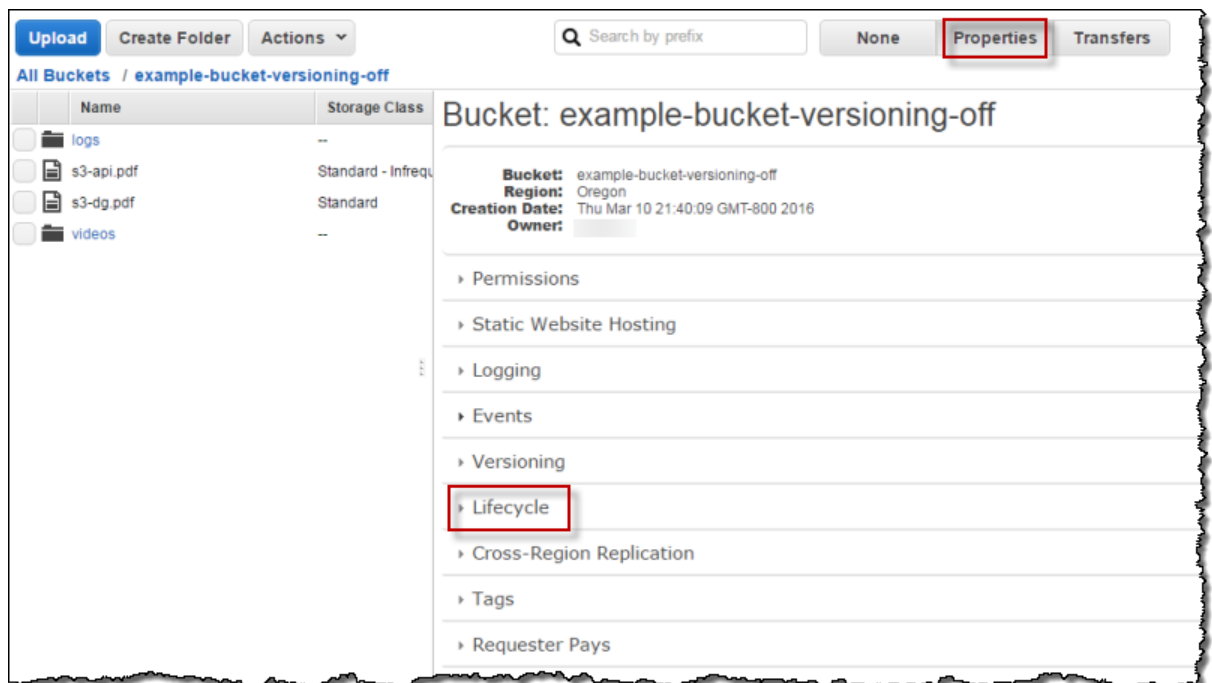 Upload Create Folder Actions Search by prefix None Properties Transfers
All Buckets / example-bucket-versioning-off
Name Storage Class
logs --
s3-api.pdf Standard - Infrequ
s3-dg.pdf Standard
videos --
Bucket: example-bucket-versioning-off
Bucket: example-bucket-versioning-off
Region: Oregon
Creation Date: Thu Mar 10 21:40:09 GMT-800 2016
Owner:
Permissions
Static Website Hosting
Logging
Events
Versioning
Lifecycle
Cross-Region Replication
Tags
Requester Pays